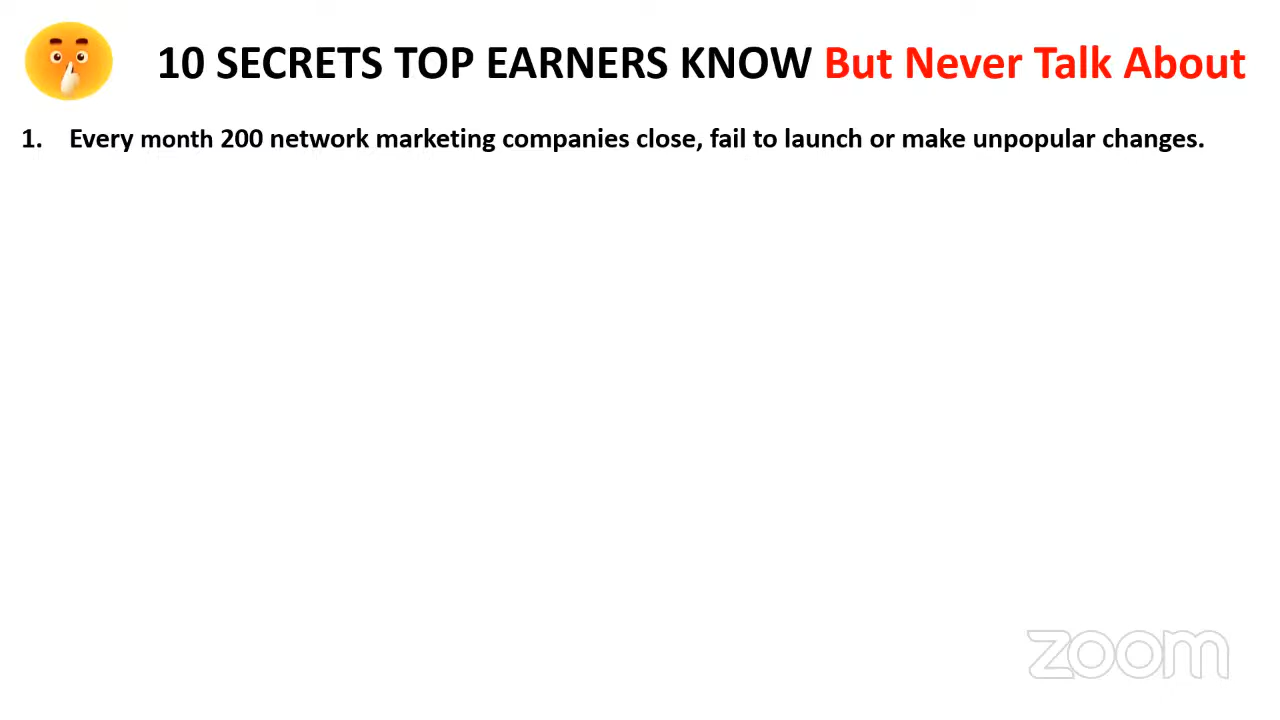 10 SECRETS TOP EARNERS KNOW But Never Talk About
1. Every month 200 network marketing companies close, fail to launch or make unpopular changes.
zoom